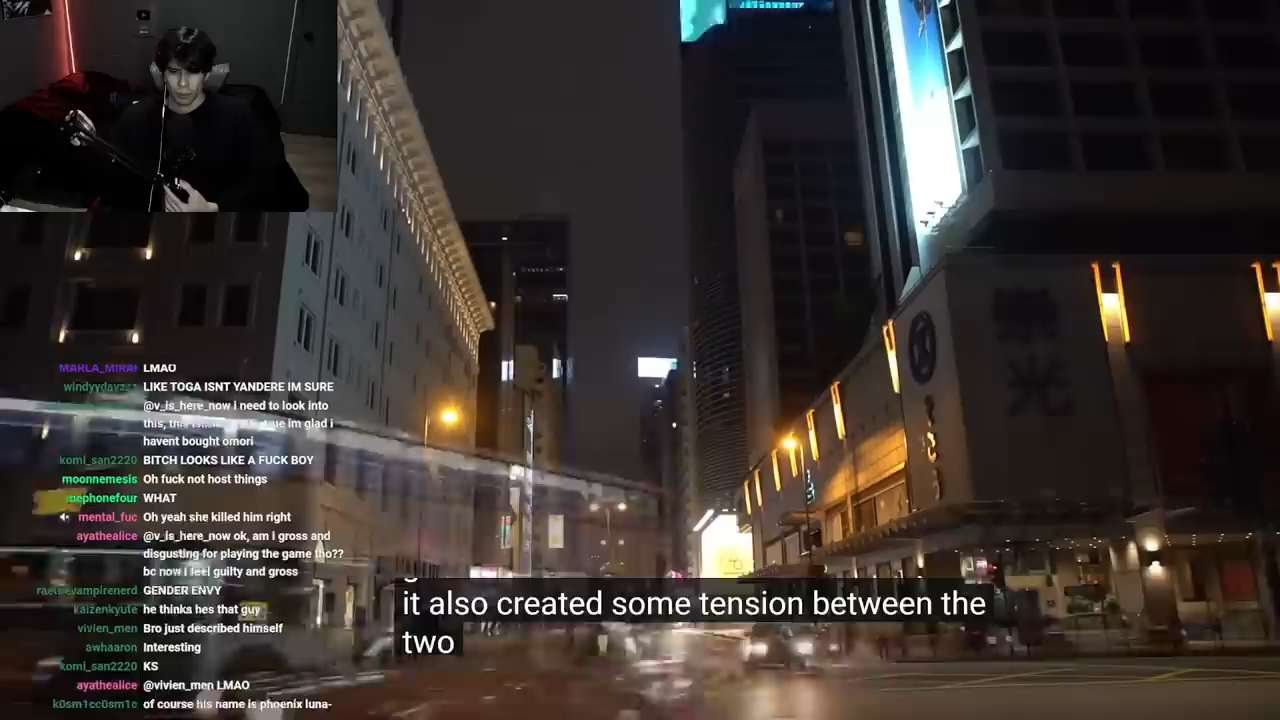 MARLA_MIRAI LMAO
LIKE TOGA ISNT YANDERE IM SURE
@v_is_here_now i need to look into
havent bought omori
komi_san2220 BITCH LOOKS LIKE A FUCK BOY
moonnemesis Oh fuck not host things
WHAT
mental_fuc Oh yeah she killed him right
ayathealice @v_is_here_now ok, am i gross and
disgusting for playing the game tho??
bc now i feel guilty and gross
GENDER ENVY
kaizenkyute he thinks hes that guy
vivien_men Bro just described himself
awhaaron Interesting
komi_san2220 KS
ayathealice @vivien_men LMAO
k0sm1cc0sm1c of course his name is phoenix luna-
it also created some tension between the
two
崇
光